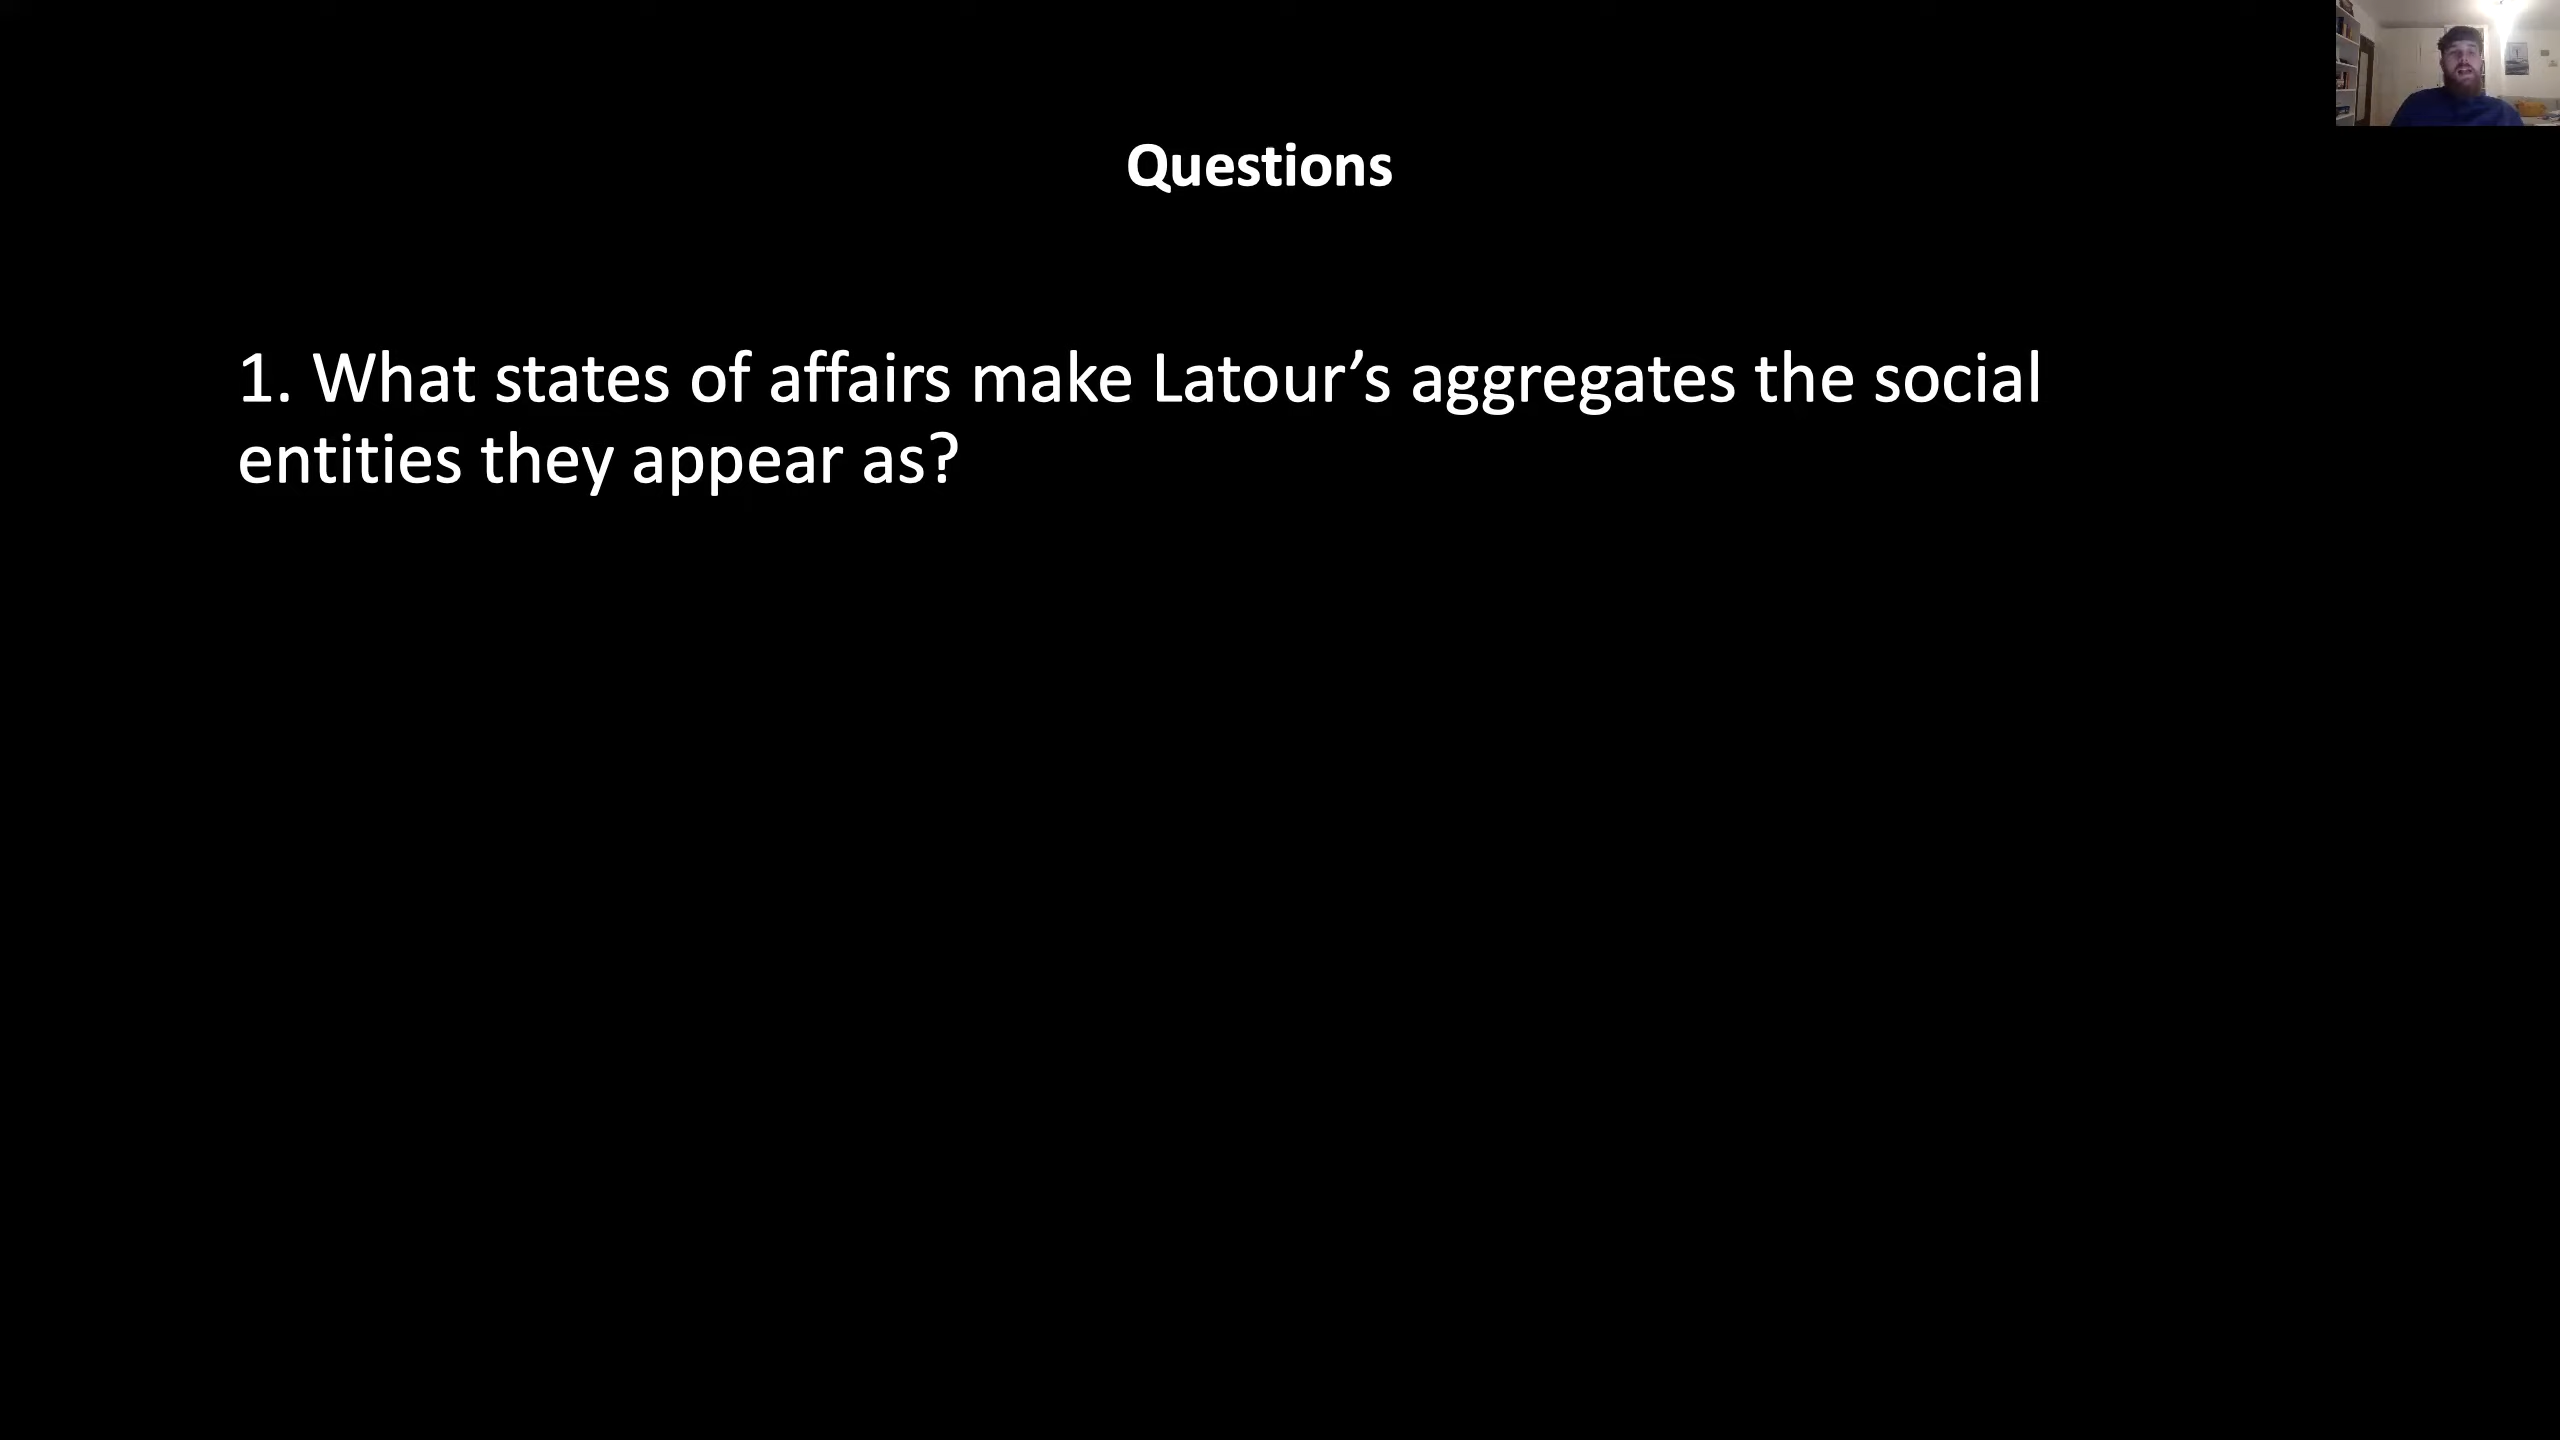 Questions
1. What states of affairs make Latour’s aggregates the social
entities they appear as?